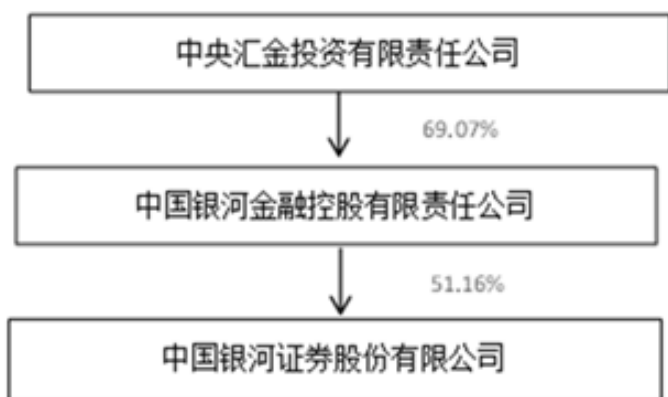 中央汇金投资有限责任公司
69.07%
中国银河金融控股有限责任公司
51.16%
中国银河证券股份有限公司